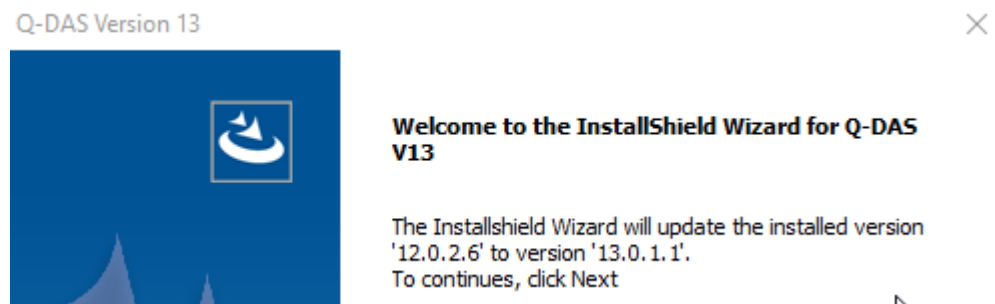 Q-DAS Version 13
Welcome to the InstallShield Wizard for Q-DAS
V13
The Installshield Wizard will update the installed version
'12.0.2.6' to version '13.0.1.1'.
To continues, click Next